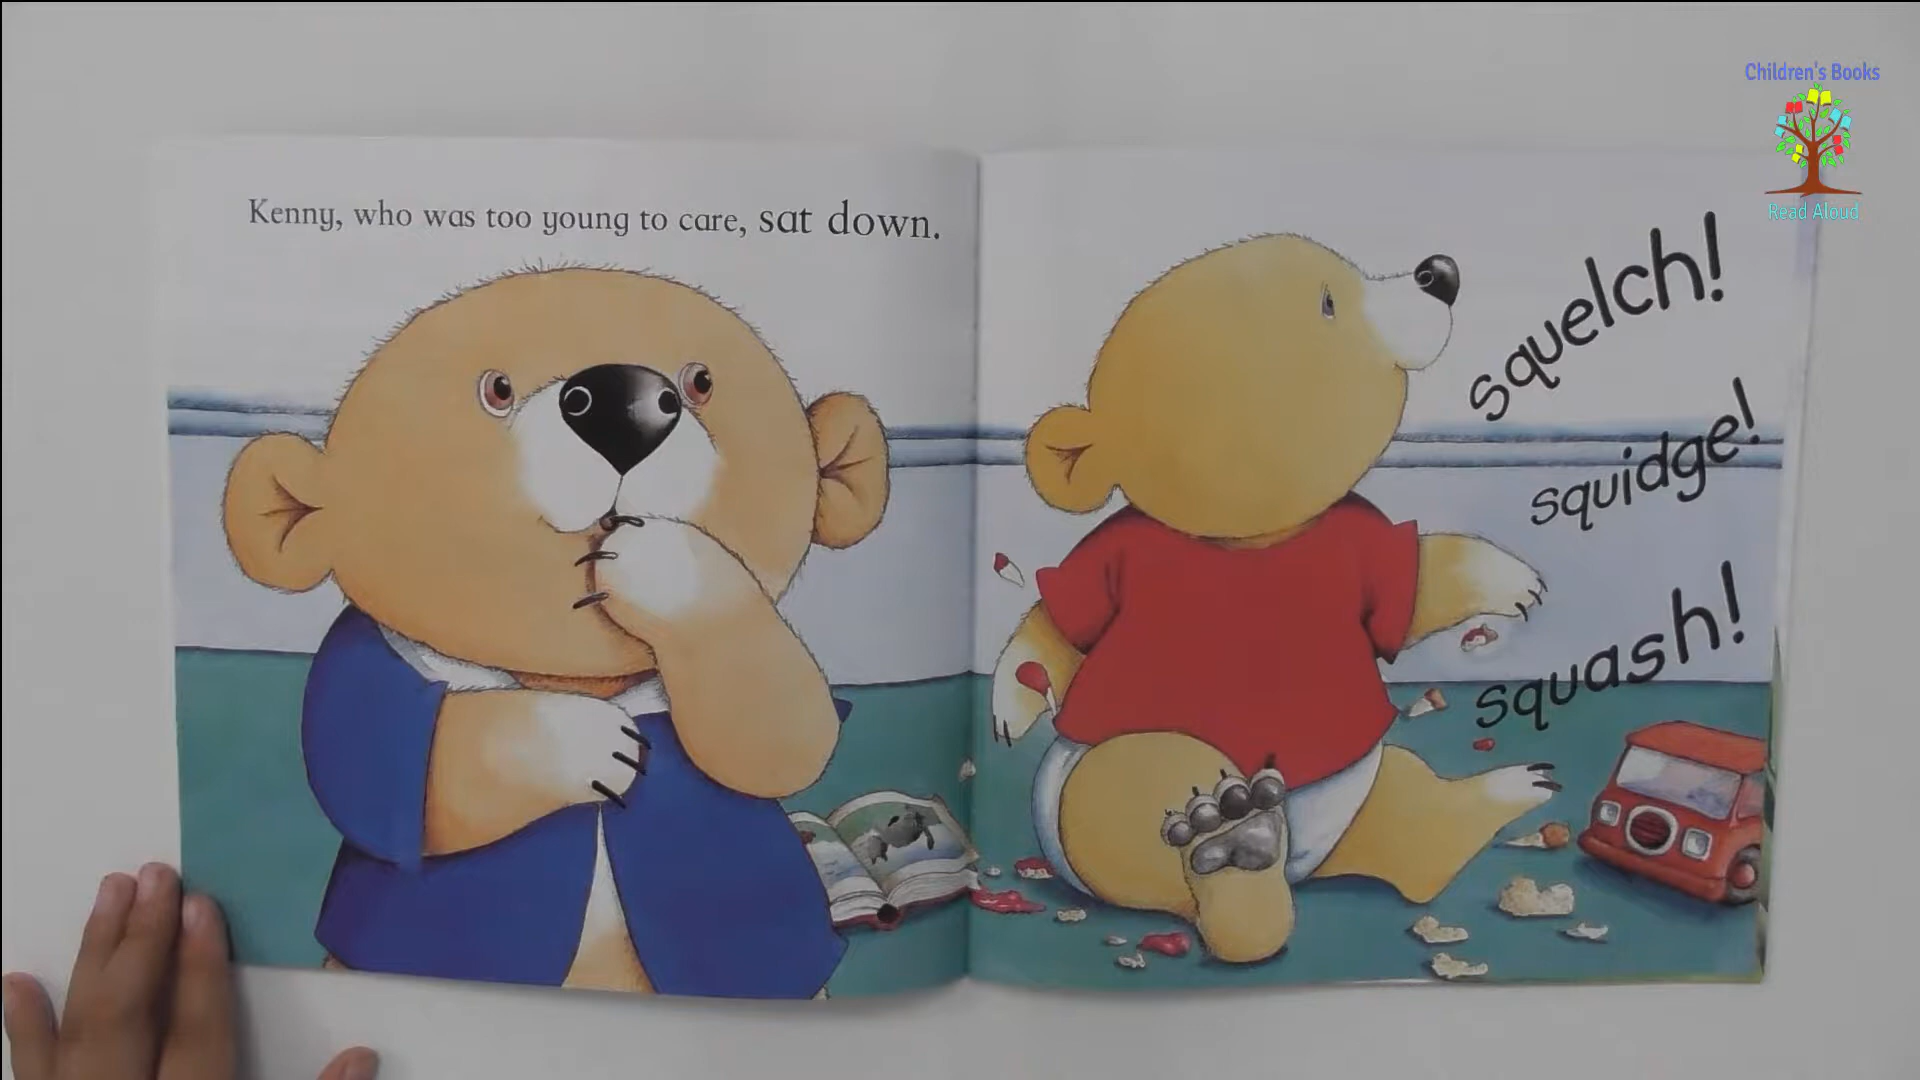 Kenny, who was too young to care, sat down.
squelch!
squidge!
squash!
Children's Books
Read Aloud